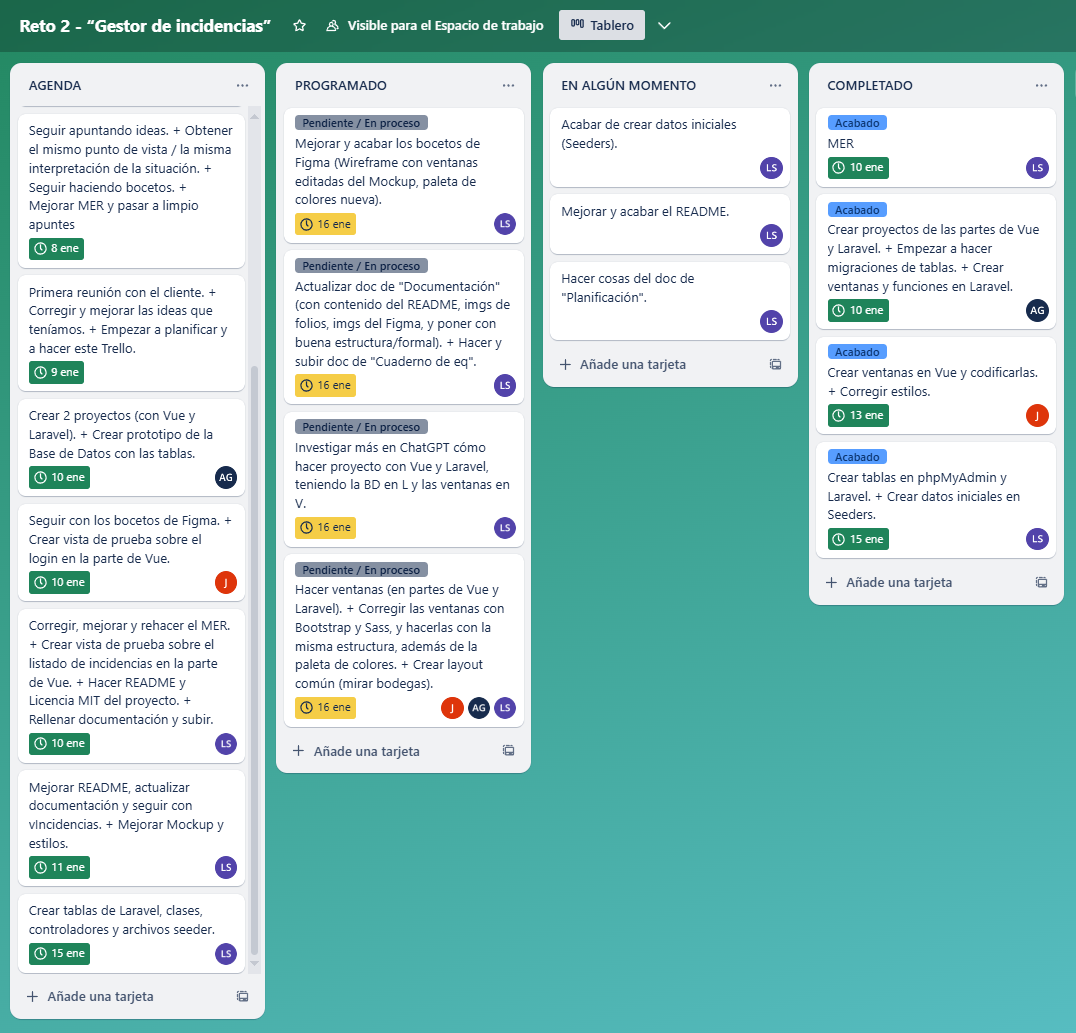 Reto 2 - “Gestor de incidencias”
Visible para el Espacio de trabajo
Tablero
AGENDA
Seguir apuntando ideas. + Obtener
el mismo punto de vista / la misma
interpretación de la situación. +
Seguir haciendo bocetos. +
Mejorar MER y pasar a limpio
apuntes
8 ene
Primera reunión con el cliente. +
Corregir y mejorar las ideas que
teníamos. + Empezar a planificar y
a hacer este Trello.
9 ene
Crear 2 proyectos (con Vue y
Laravel). + Crear prototipo de la
Base de Datos con las tablas.
10 ene
AG
Seguir con los bocetos de Figma. +
Crear vista de prueba sobre el
login en la parte de Vue.
10 ene
J
Corregir, mejorar y rehacer el MER.
+ Crear vista de prueba sobre el
listado de incidencias en la parte
de Vue. + Hacer README y
Licencia MIT del proyecto. +
Rellenar documentación y subir.
10 ene
LS
Mejorar README, actualizar
documentación y seguir con
vIncidencias. + Mejorar Mockup y
estilos.
11 ene
LS
Crear tablas de Laravel, clases,
controladores y archivos seeder.
15 ene
LS
Añade una tarjeta
PROGRAMADO
Pendiente / En proceso
Mejorar y acabar los bocetos de
Figma (Wireframe con ventanas
editadas del Mockup, paleta de
colores nueva).
16 ene
LS
Pendiente / En proceso
Actualizar doc de "Documentación"
(con contenido del README, imgs de
folios, imgs del Figma, y poner con
buena estructura/formal). + Hacer y
subir doc de "Cuaderno de eq".
16 ene
LS
Pendiente / En proceso
Investigar más en ChatGPT cómo
hacer proyecto con Vue y Laravel,
teniendo la BD en L y las ventanas en
V.
16 ene
LS
Pendiente / En proceso
Hacer ventanas (en partes de Vue y
Laravel). + Corregir las ventanas con
Bootstrap y Sass, y hacerlas con la
misma estructura, además de la
paleta de colores. + Crear layout
común (mirar bodegas).
16 ene
J AG LS
Añade una tarjeta
EN ALGÚN MOMENTO
Acabar de crear datos iniciales
(Seeders).
LS
Mejorar y acabar el README.
LS
Hacer cosas del doc de
"Planificación".
LS
Añade una tarjeta
COMPLETADO
Acabado
MER
10 ene
LS
Acabado
Crear proyectos de las partes de Vue
y Laravel. + Empezar a hacer
migraciones de tablas. + Crear
ventanas y funciones en Laravel.
10 ene
AG
Acabado
Crear ventanas en Vue y codificarlas.
+ Corregir estilos.
13 ene
J
Acabado
Crear tablas en phpMyAdmin y
Laravel. + Crear datos iniciales en
Seeders.
15 ene
LS
Añade una tarjeta